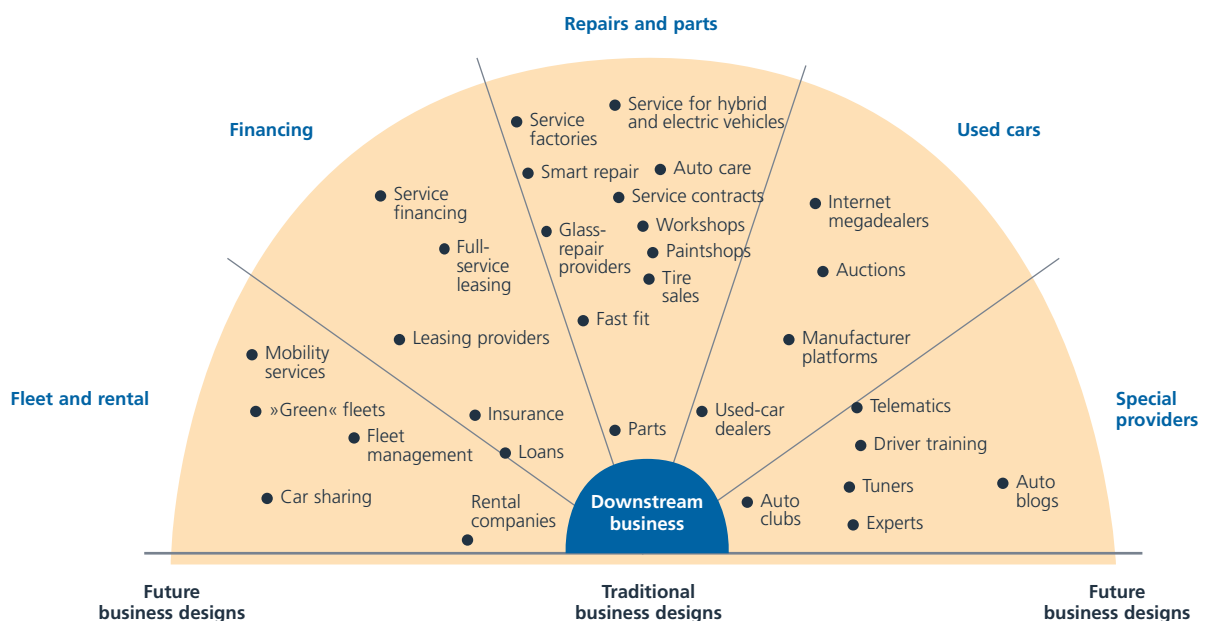 Repairs and parts
Financing
Used cars
Fleet and rental
Special
providers
Service
factories
Service for hybrid
and electric vehicles
Smart repair
Auto care
Service contracts
Glass-
repair
providers
Workshops
Paintshops
Tire
sales
Fast fit
Parts
Service
financing
Full-
service
leasing
Leasing providers
Insurance
Loans
Internet
megadealers
Auctions
Manufacturer
platforms
Used-car
dealers
Mobility
services
»Green« fleets
Fleet
management
Car sharing
Rental
companies
Telematics
Driver training
Tuners
Auto
blogs
Experts
Auto
clubs
Downstream
business
Future
business designs
Traditional
business designs
Future
business designs